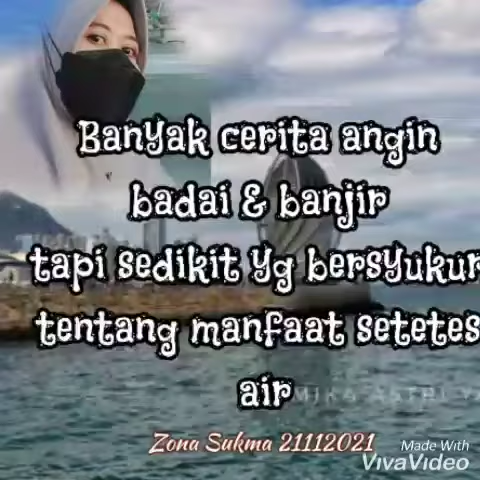 Banyak cerita angin
badai & banjir
tapi sedikit yg bersyukur
tentang manfaat setetes
air
Zona Sukma 21112021
Made With
VivaVideo